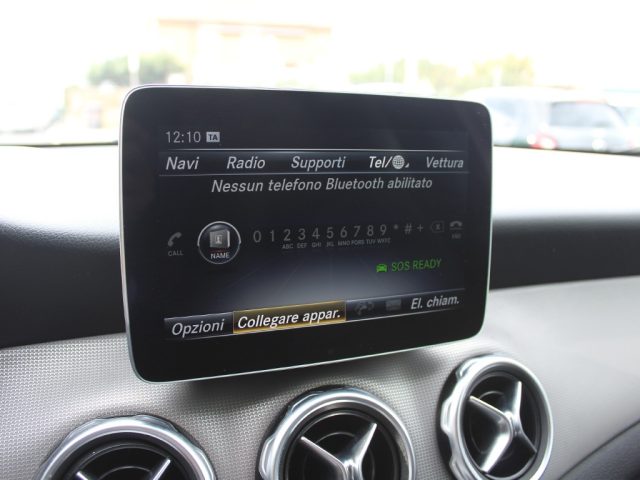 12:10 TA
Navi Radio Supporti Tel/ Vettura
Nessun telefono Bluetooth abilitato
CALL NAME 0 1 2 3 4 5 6 7 8 9 * # +
ABC DEF GHI JKL MNO PQRS TUV WXYZ END
SOS READY
Opzioni Collegare appar. El. chiam.